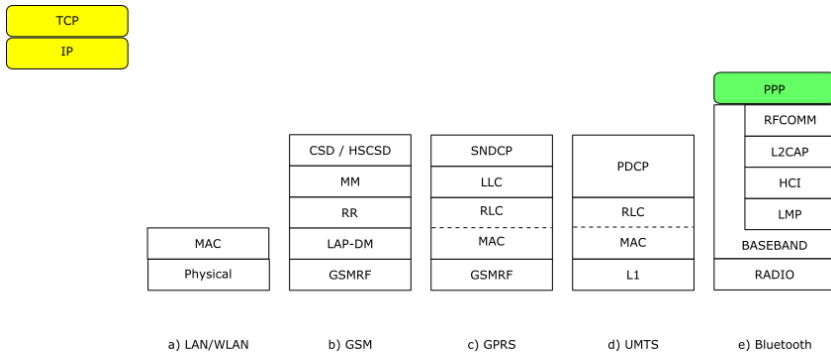 TCP
IP
MAC
Physical
a) LAN/WLAN
CSD / HSCSD
MM
RR
LAP-DM
GSMRF
b) GSM
SNDCP
LLC
RLC
MAC
GSMRF
c) GPRS
PDCP
RLC
MAC
L1
d) UMTS
PPP
RFCOMM
L2CAP
HCI
LMP
BASEBAND
RADIO
e) Bluetooth